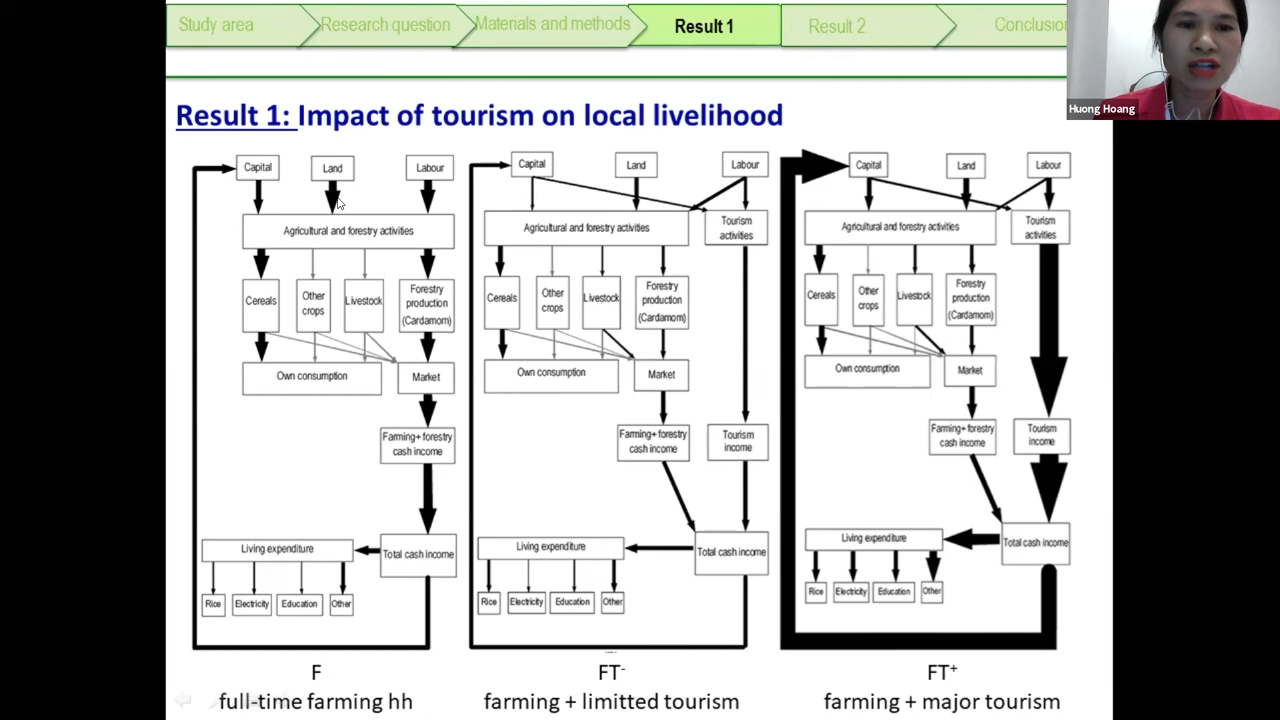 Study area
Research question
Materials and methods
Result 1
Result 2
Conclusion
Huong Hoang
Result 1: Impact of tourism on local livelihood
Capital
Land
Labour
Agricultural and forestry activities
Cereals
Other
crops
Livestock
Forestry
production
(Cardamom)
Own consumption
Market
Farming+ forestry
cash income
Living expenditure
Total cash income
Rice
Electricity
Education
Other
F
full-time farming hh
Capital
Land
Labour
Agricultural and forestry activities
Tourism
activities
Cereals
Other
crops
Livestock
Forestry
production
(Cardamom)
Own consumption
Market
Farming+ forestry
cash income
Tourism
income
Living expenditure
Total cash income
Rice
Electricity
Education
Other
FT-
farming + limitted tourism
Capital
Land
Labour
Agricultural and forestry activities
Tourism
activities
Cereals
Other
crops
Livestock
Forestry
production
(Cardamom)
Own consumption
Market
Farming+ forestry
cash income
Tourism
income
Living expenditure
Total cash income
Rice
Electricity
Education
Other
FT+
farming + major tourism